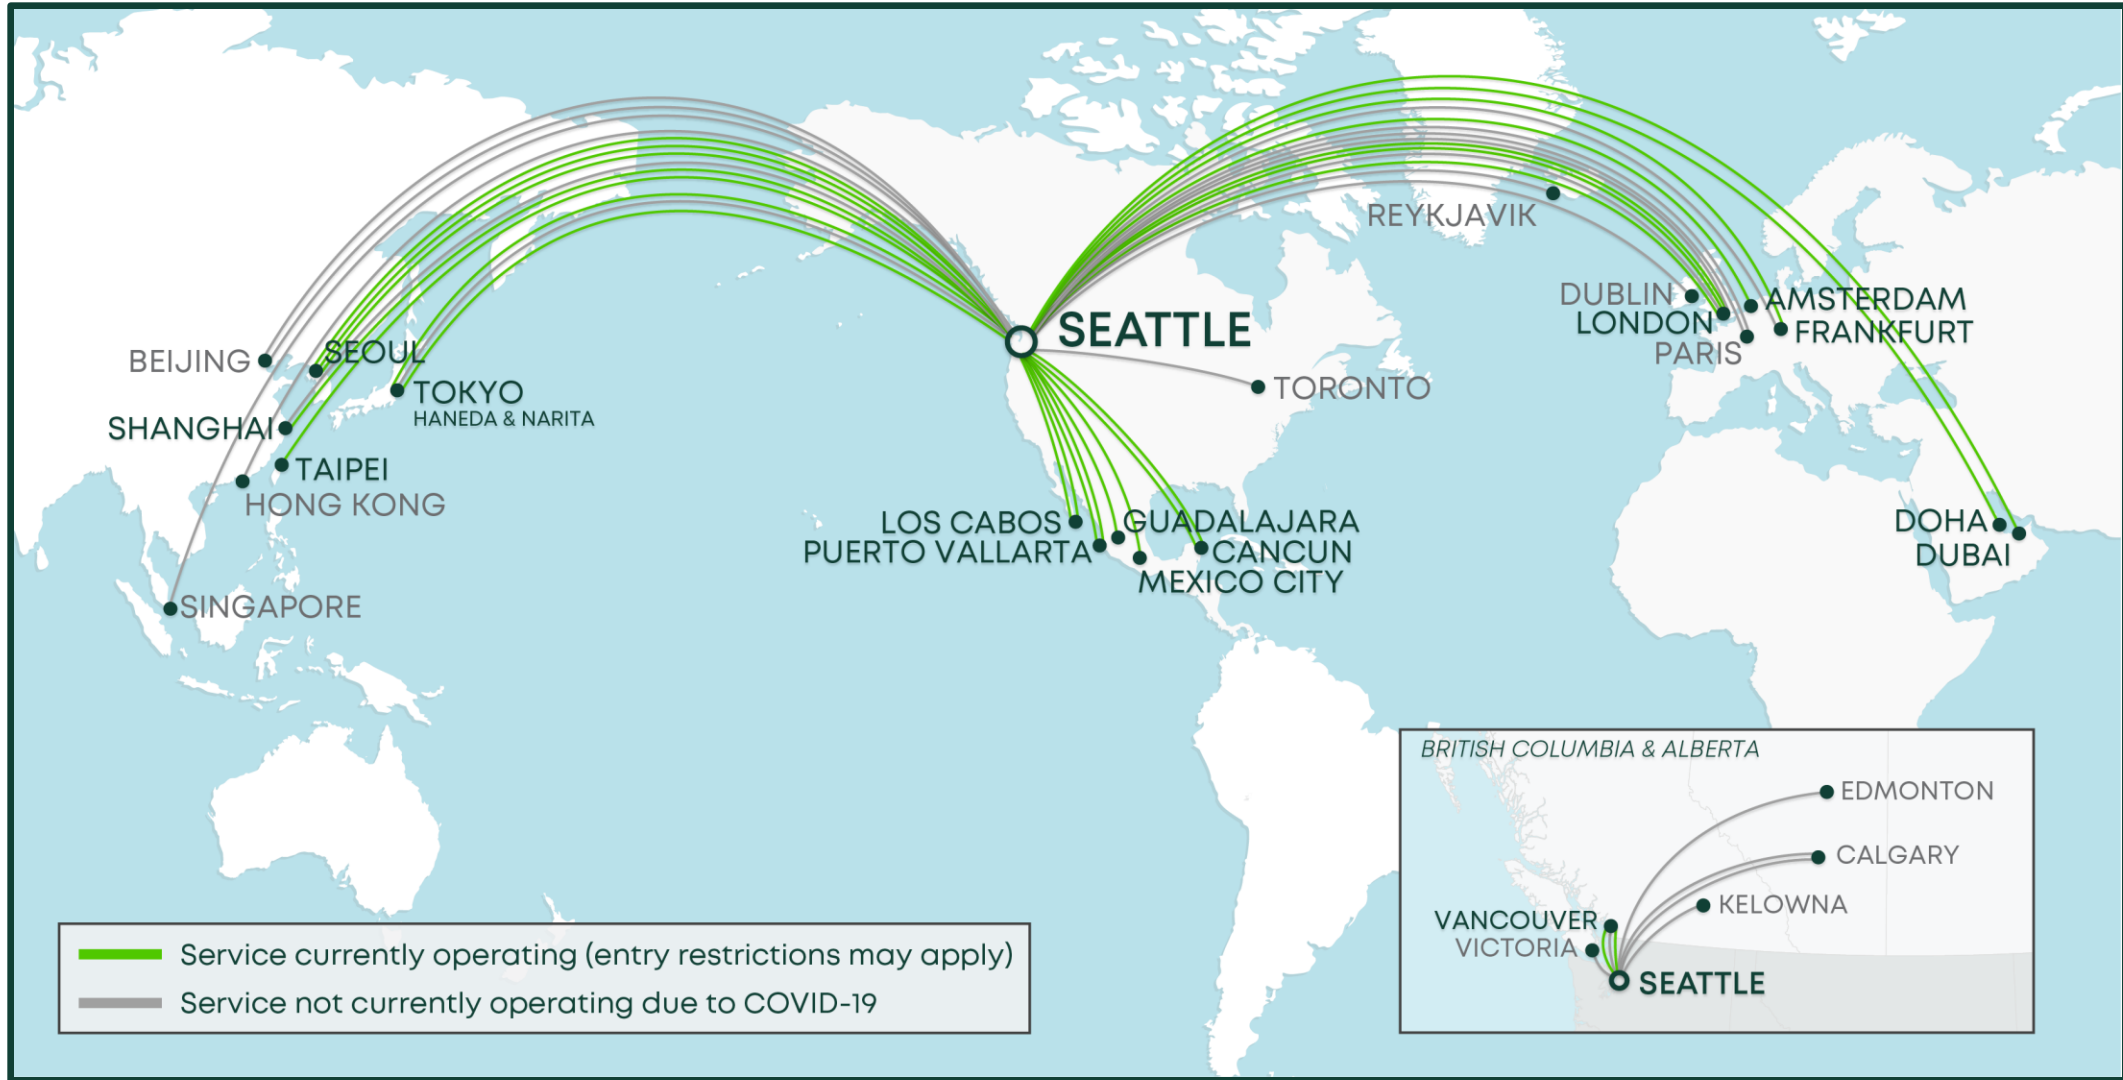 REYKJAVIK
DUBLIN
AMSTERDAM
LONDON
FRANKFURT
PARIS
SEATTLE
BEIJING
SEOUL
TOKYO
HANEDA & NARITA
TORONTO
SHANGHAI
TAIPEI
HONG KONG
SINGAPORE
LOS CABOS
GUADALAJARA
PUERTO VALLARTA
CANCUN
MEXICO CITY
DOHA
DUBAI
BRITISH COLUMBIA & ALBERTA
EDMONTON
CALGARY
KELOWNA
VANCOUVER
VICTORIA
SEATTLE
Service currently operating (entry restrictions may apply)
Service not currently operating due to COVID-19